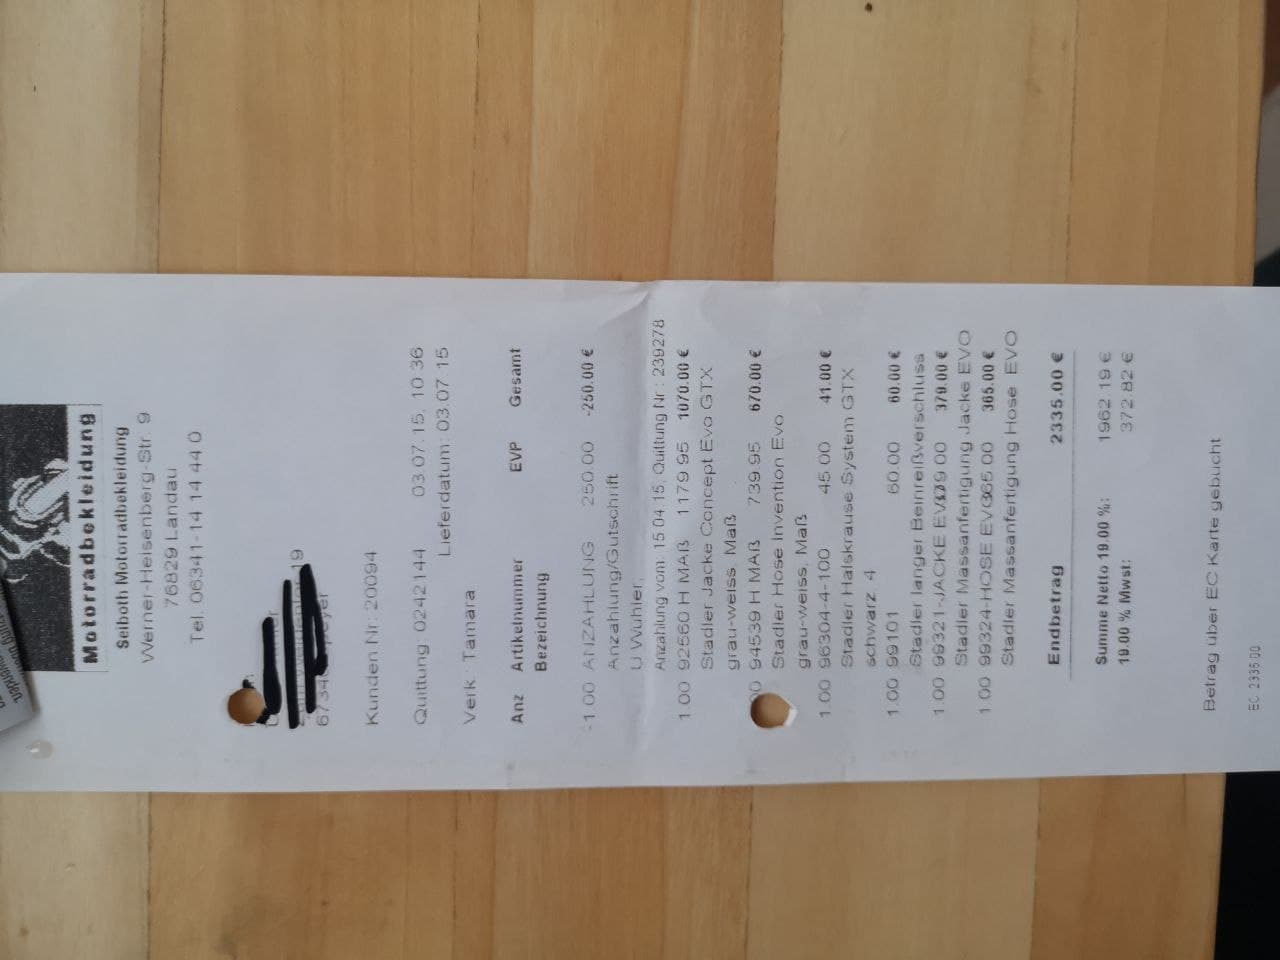 Motorradbekleidung
Seiboth Motorradbekleidung
Werner-Heisenberg-Str. 9
76829 Landau
Tel. 06341-14 14 44 0
19
Kunden Nr: 20094
Quittung: 0242144 03.07.15, 10 36
Lieferdatum: 03.07 15
Verk Tamara
Anz Artikelnummer EVP Gesamt
Bezeichnung
-1.00 ANZAHLUNG 250.00 -250.00 €
Anzahlung/Gutschrift
U Wühler,
Anzahlung vom: 15 04.15, Quittung Nr : 239278
1.00 92560 H MAß 1179 95 1070.00 €
Stadler Jacke Concept Evo GTX
grau-weiss Maß
00 94539 H MAß 739.95 670.00 €
Stadler Hose Invention Evo
grau-weiss, Maß
1.00 96304-4-100 45.00 41.00 €
Stadler Halskrause System GTX
schwarz 4
1.00 99101 60.00 60.00 €
Stadler langer Beinreißverschluss
1.00 99321-JACKE 379.00 €
Stadler Massanfertigung Jacke EVO
1 00 99324-HOSE 365.00 €
Stadler Massanfertigung Hose EVO
Endbetrag 2335.00 €
Summe Netto 19.00 %: 1962 19 €
19.00 % Mwst: 372 82 €
Betrag über EC Karte gebucht
EC 2335 00